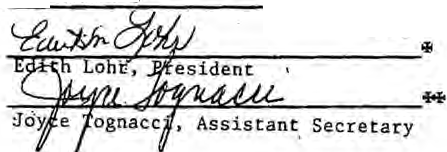 Edith Lohr
Edith Lohr, President
Joyce Tognacci
Joyce Tognacci, Assistant Secretary